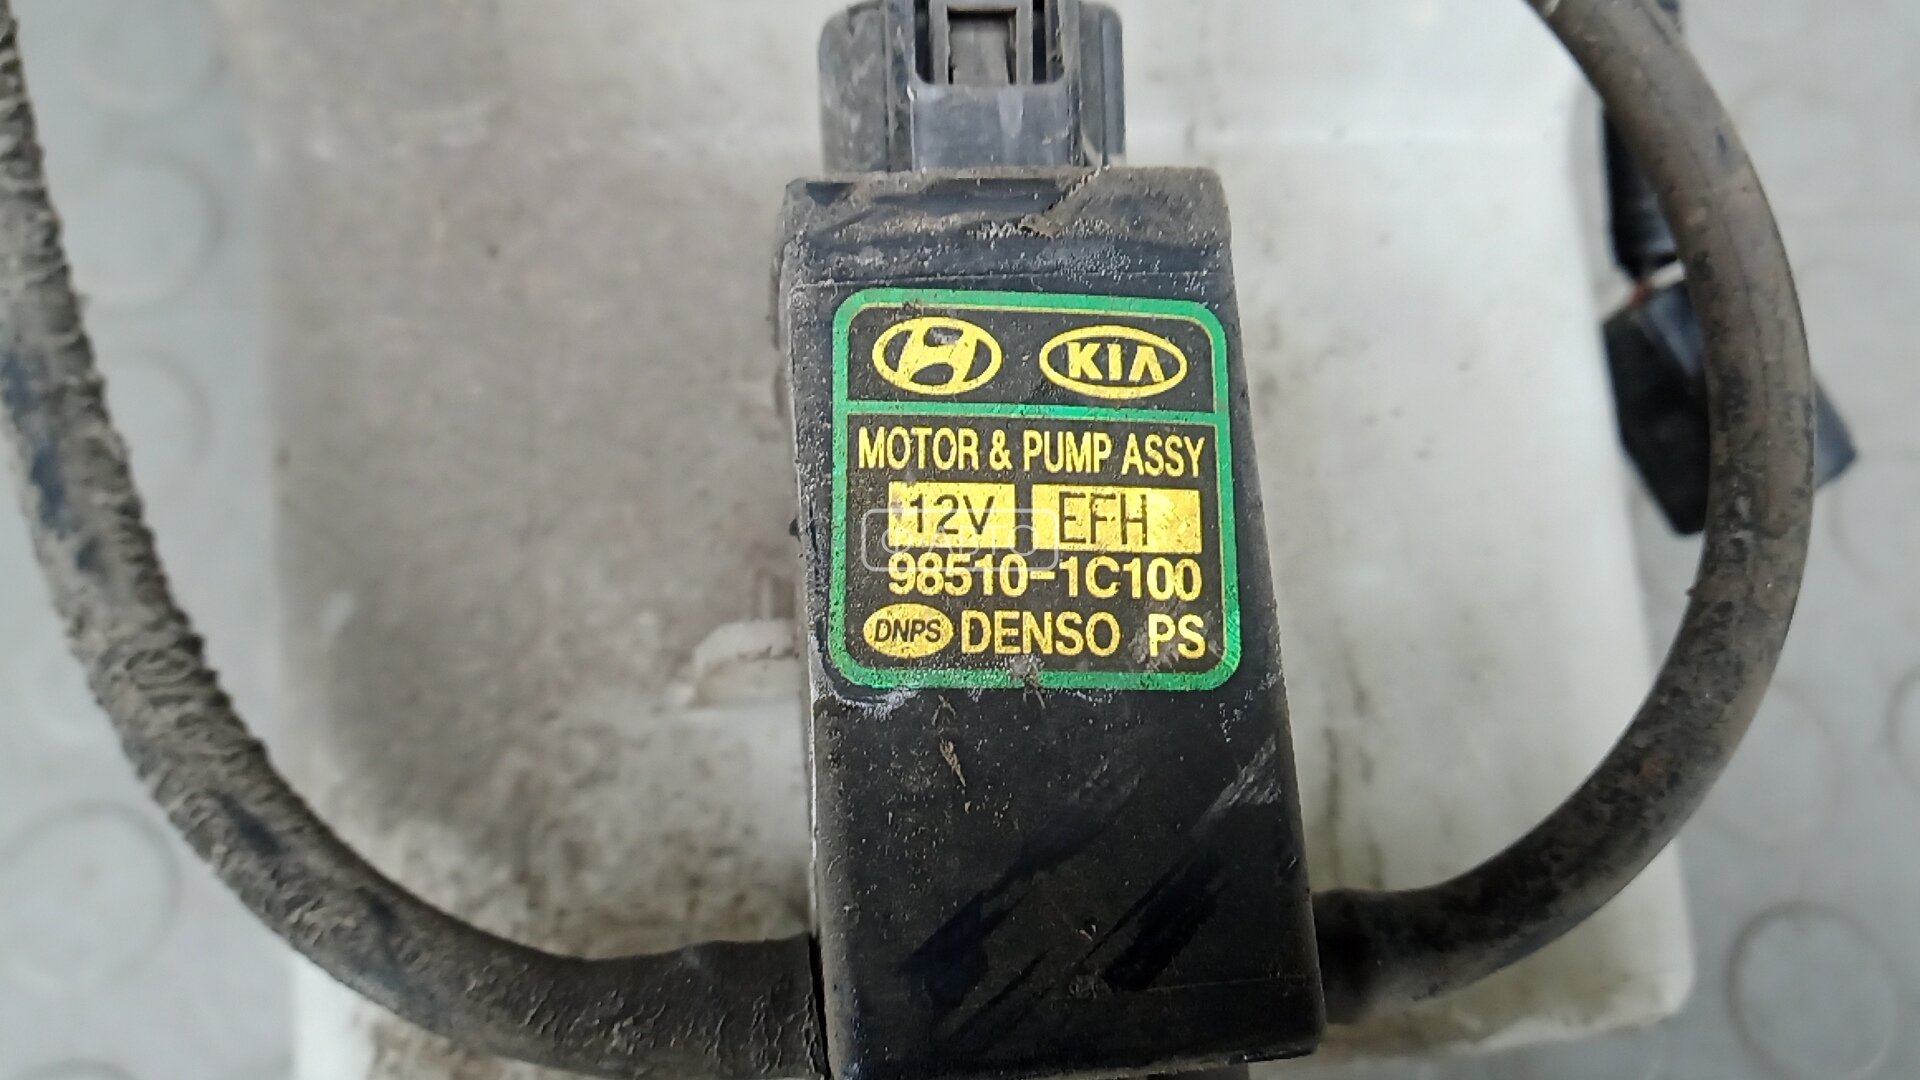 KIA
MOTOR & PUMP ASSY
12V EFH
98510-1C100
DNPS DENSO PS